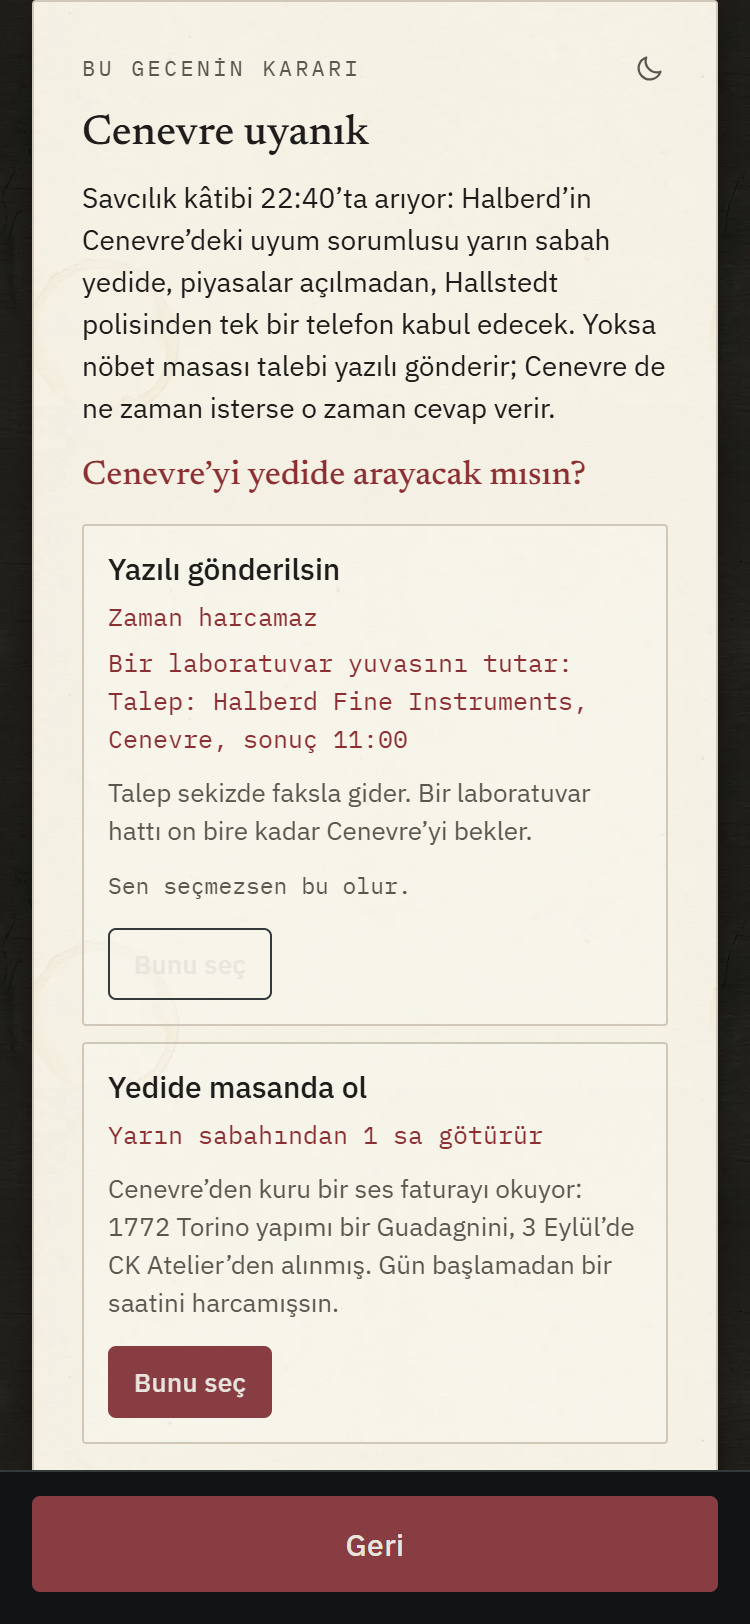 BU GECENİN KARARI
Cenevre uyanık
Savcılık kâtibi 22:40’ta arıyor: Halberd’in
Cenevre’deki uyum sorumlusu yarın sabah
yedide, piyasalar açılmadan, Hallstedt
polisinden tek bir telefon kabul edecek. Yoksa
nöbet masası talebi yazılı gönderir; Cenevre de
ne zaman isterse o zaman cevap verir.
Cenevre’yi yedide arayacak mısın?
Yazılı gönderilsin
Zaman harcamaz
Bir laboratuvar yuvasını tutar:
Talep: Halberd Fine Instruments,
Cenevre, sonuç 11:00
Talep sekizde faksla gider. Bir laboratuvar
hattı on bire kadar Cenevre’yi bekler.
Sen seçmezsen bu olur.
Bunu seç
Yedide masanda ol
Yarın sabahından 1 sa götürür
Cenevre’den kuru bir ses faturayı okuyor:
1772 Torino yapımı bir Guadagnini, 3 Eylül’de
CK Atelier’den alınmış. Gün başlamadan bir
saatini harcamışsın.
Bunu seç
Geri